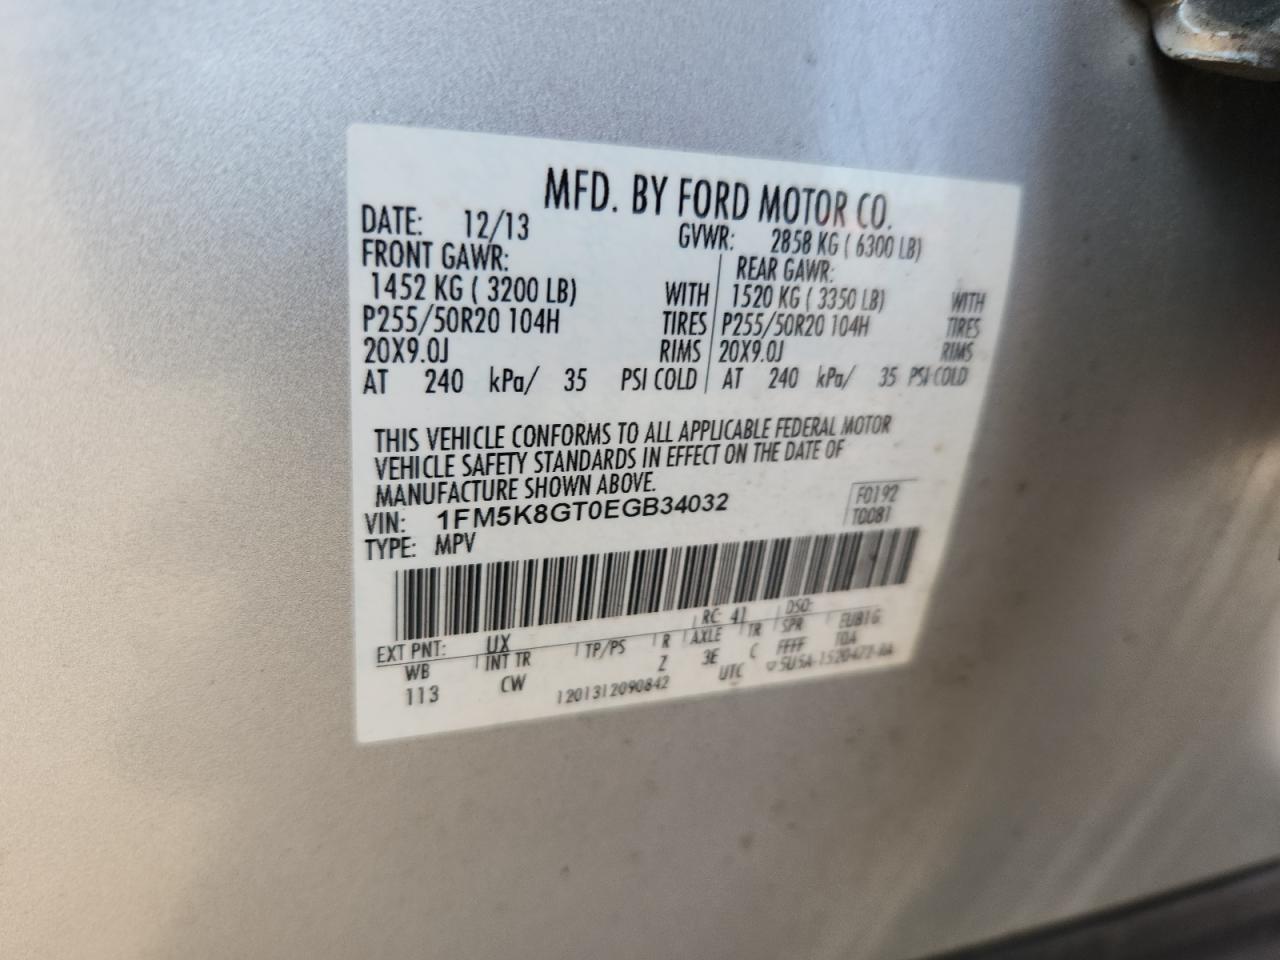 MFD. BY FORD MOTOR CO.
DATE: 12/13 GVWR: 2858 KG ( 6300 LB)
FRONT GAWR: REAR GAWR:
1452 KG ( 3200 LB) WITH 1520 KG ( 3350 LB) WITH
P255/50R20 104H TIRES P255/50R20 104H TIRES
20X9.0J RIMS 20X9.0J RIMS
AT 240 kPa/ 35 PSI COLD AT 240 kPa/ 35 PSI COLD
THIS VEHICLE CONFORMS TO ALL APPLICABLE FEDERAL MOTOR
VEHICLE SAFETY STANDARDS IN EFFECT ON THE DATE OF
MANUFACTURE SHOWN ABOVE.
VIN: 1FM5K8GT0EGB34032 F0192
TYPE: MPV T0081
EXT PNT: UX RC: 41 DSO:
WB INT TR TP/PS R AXLE TR SPR EU81G
113 CW Z 3E C FFFF
1201312090842 UTC